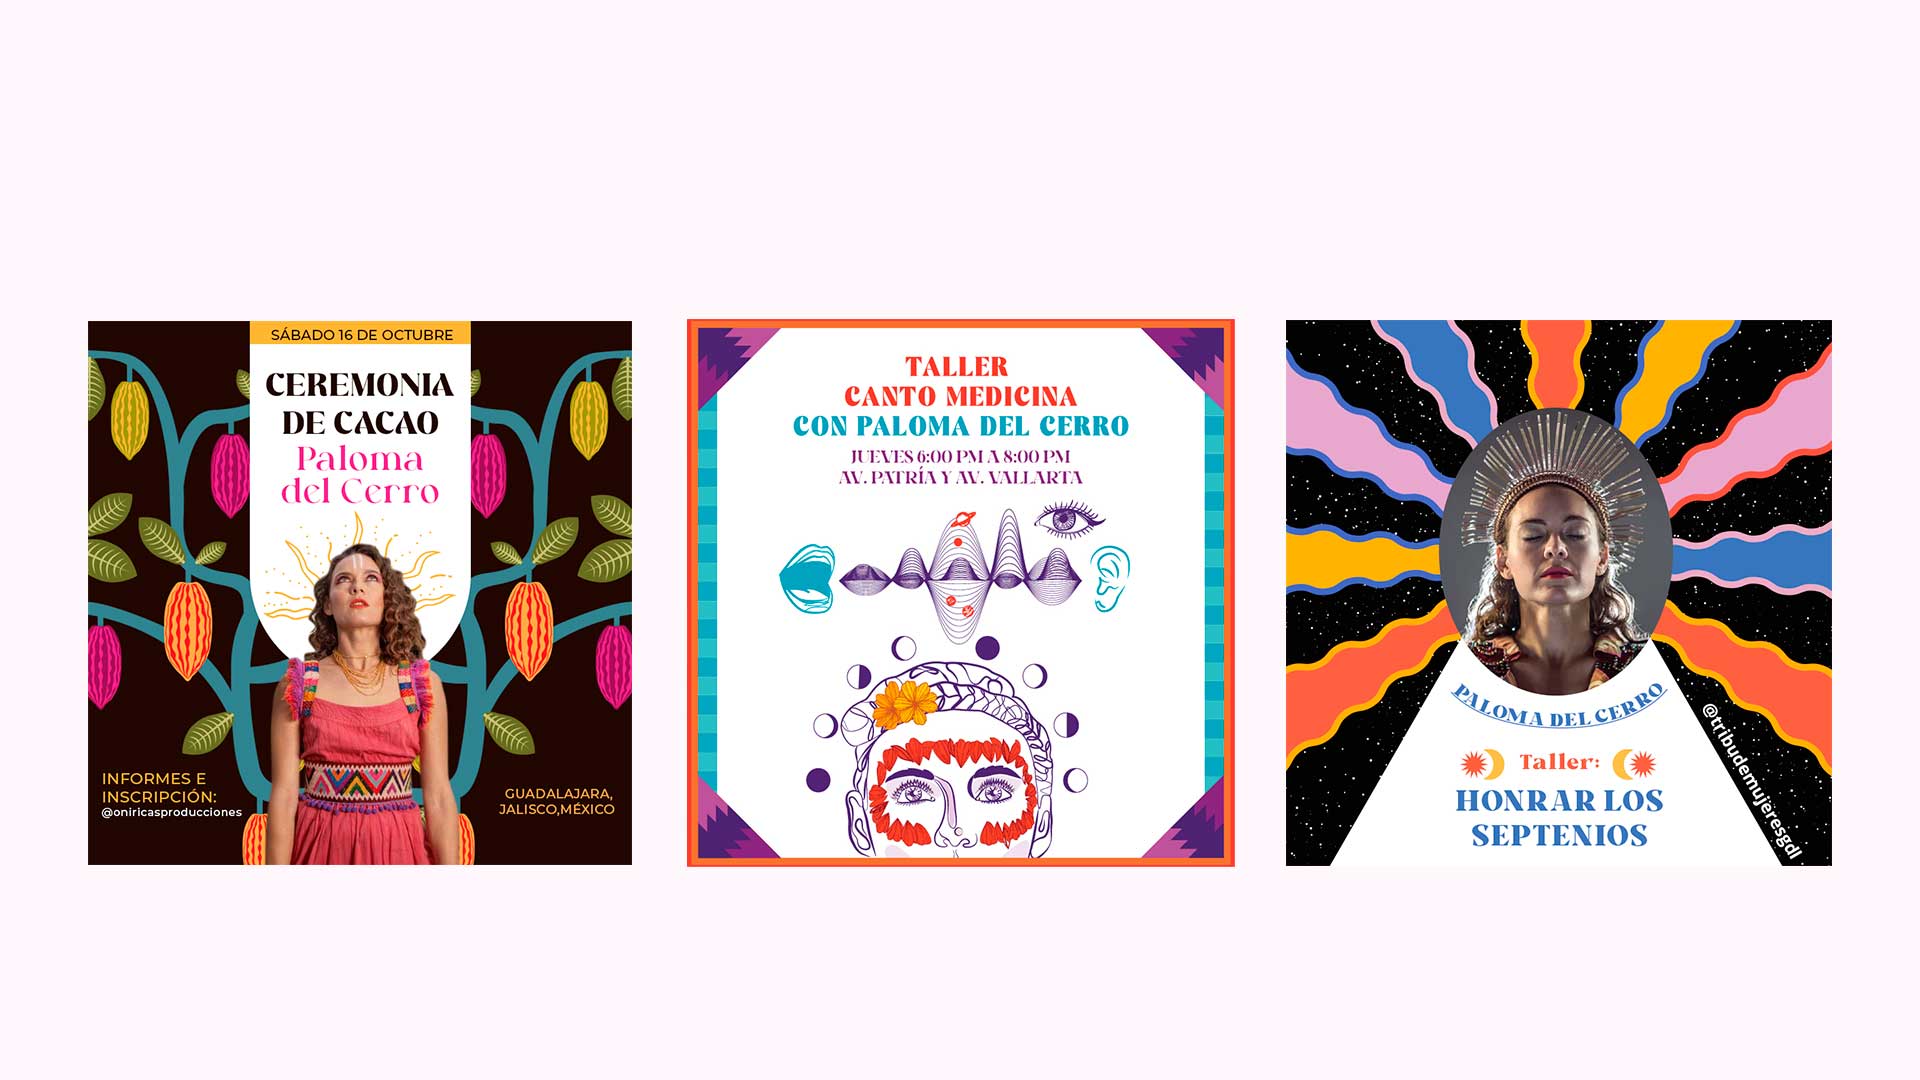 SÁBADO 16 DE OCTUBRE
CEREMONIA
DE CACAO
Paloma
del Cerro
INFORMES E
INSCRIPCIÓN:
@oniricasproducciones
GUADALAJARA,
JALISCO,MÉXICO
TALLER
CANTO MEDICINA
CON PALOMA DEL CERRO
JUEVES 6:00 PM A 8:00 PM
AV. PATRÍA Y AV. VALLARTA
PALOMA DEL CERRO
Taller:
HONRAR LOS
SEPTENIOS
@tribudemujeresgdl